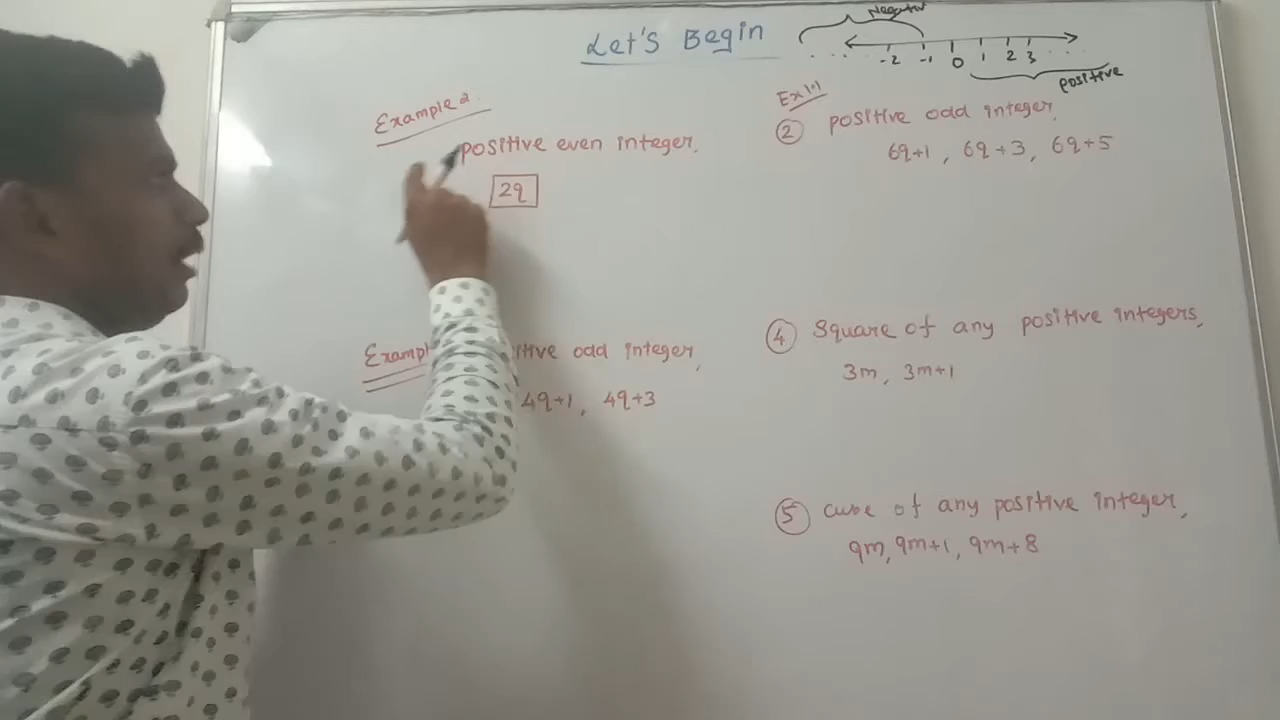 Let's Begin
Negative
-2 -1 0 1 2 3
positive
Example 2.
positive even integer.
2q
odd integer,
4q+1, 4q+3
Ex 1.1
② positive odd integer,
6q+1, 6q+3, 6q+5
④ Square of any positive integers,
3m, 3m+1
⑤ cube of any positive integer,
9m, 9m+1, 9m+8